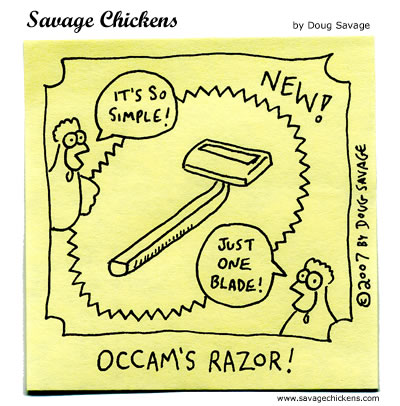 Savage Chickens
by Doug Savage
IT'S SO
SIMPLE!
NEW!
JUST
ONE
BLADE!
©2007 BY DOUG SAVAGE
OCCAM'S RAZOR!
www.savagechickens.com